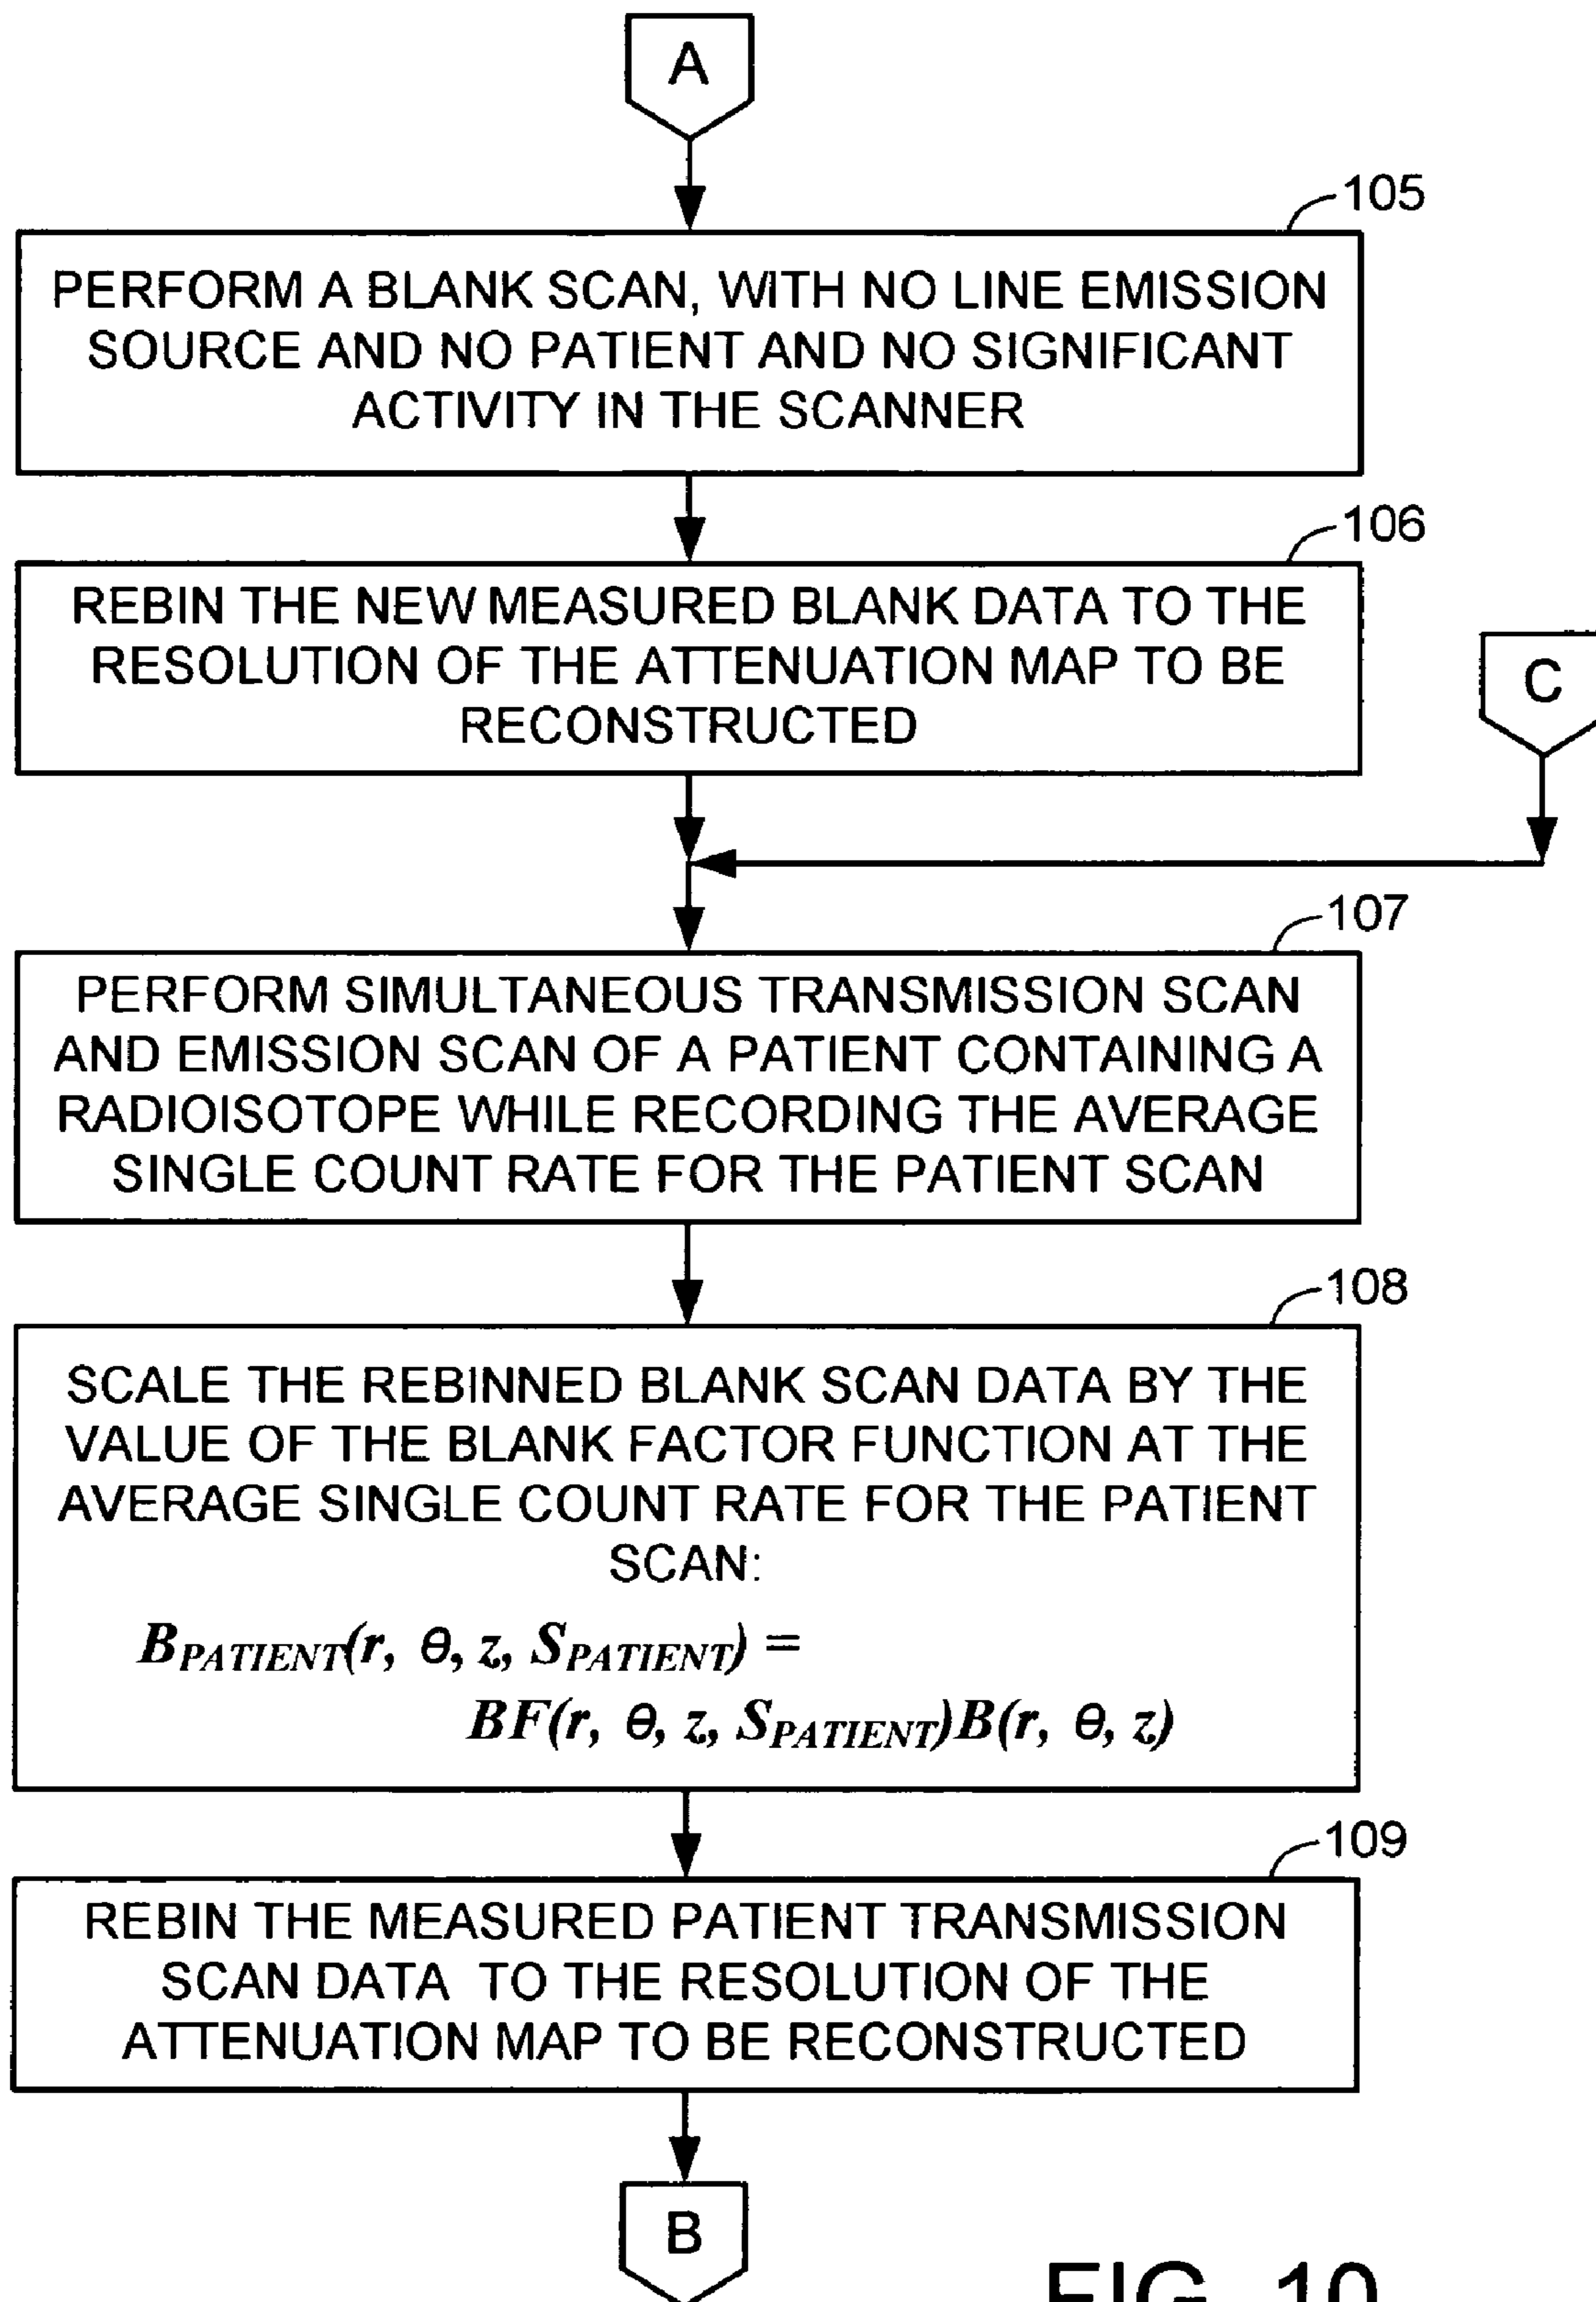 A
105
PERFORM A BLANK SCAN, WITH NO LINE EMISSION
SOURCE AND NO PATIENT AND NO SIGNIFICANT
ACTIVITY IN THE SCANNER
106
REBIN THE NEW MEASURED BLANK DATA TO THE
RESOLUTION OF THE ATTENUATION MAP TO BE
RECONSTRUCTED
C
107
PERFORM SIMULTANEOUS TRANSMISSION SCAN
AND EMISSION SCAN OF A PATIENT CONTAINING A
RADIOISOTOPE WHILE RECORDING THE AVERAGE
SINGLE COUNT RATE FOR THE PATIENT SCAN
108
SCALE THE REBINNED BLANK SCAN DATA BY THE
VALUE OF THE BLANK FACTOR FUNCTION AT THE
AVERAGE SINGLE COUNT RATE FOR THE PATIENT
SCAN:
B_PATIENT(r, θ, z, S_PATIENT) =
BF(r, θ, z, S_PATIENT)B(r, θ, z)
109
REBIN THE MEASURED PATIENT TRANSMISSION
SCAN DATA TO THE RESOLUTION OF THE
ATTENUATION MAP TO BE RECONSTRUCTED
B
FIG. 10